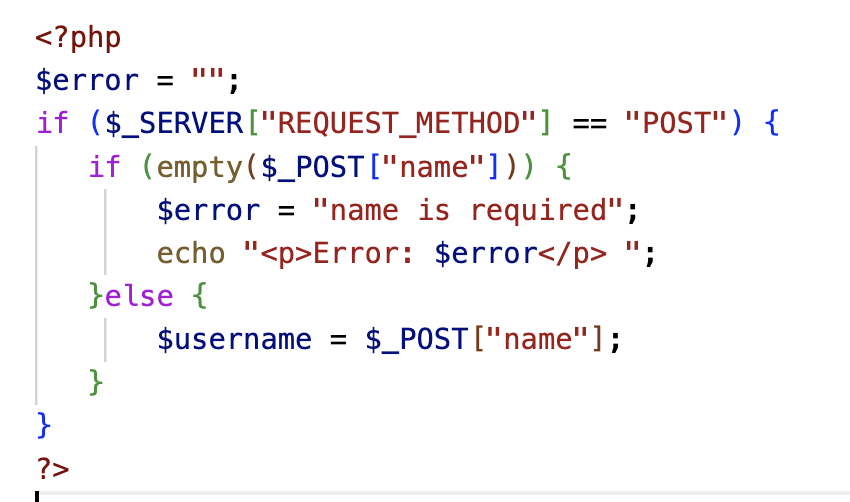 <?php
$error = "";
if ($_SERVER["REQUEST_METHOD"] == "POST") {
   if (empty($_POST["name"])) {
       $error = "name is required";
       echo "<p>Error: $error</p> ";
   }else {
       $username = $_POST["name"];
   }
}
?>